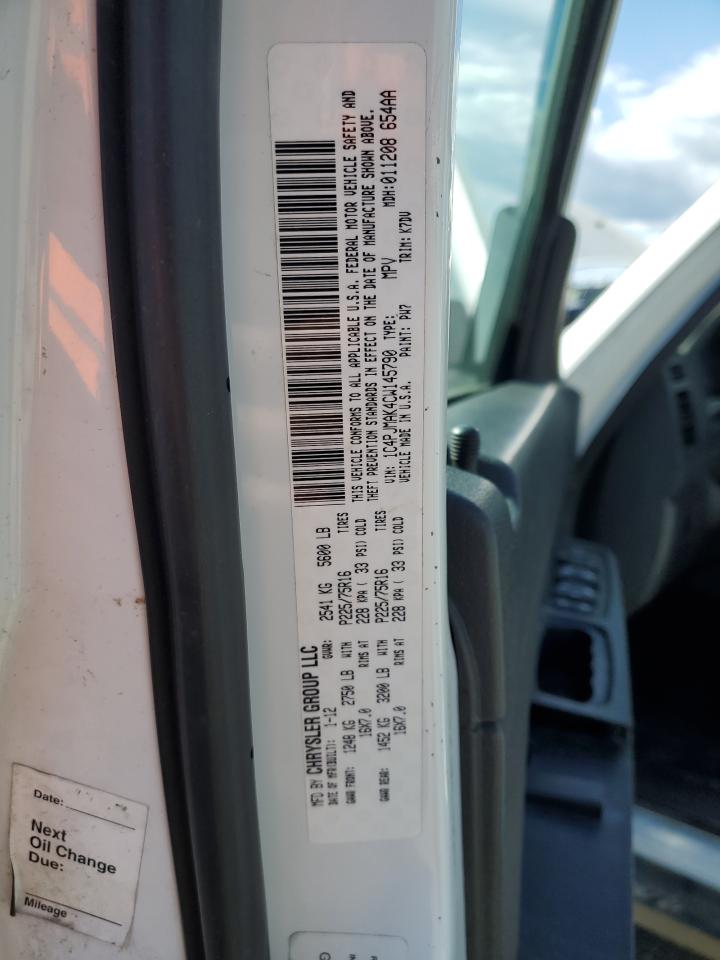 MFD BY CHRYSLER GROUP LLC
DATE OF MFR(BUILT): 1-12 GVWR: 2541 KG 5600 LB
GAWR FRONT: 1248 KG 2750 LB WITH P225/75R16 TIRES
16X7.0 RIMS AT 228 KPA ( 33 PSI) COLD
GAWR REAR: 1452 KG 3200 LB WITH P225/75R16 TIRES
16X7.0 RIMS AT 228 KPA ( 33 PSI) COLD
THIS VEHICLE CONFORMS TO ALL APPLICABLE U.S.A. FEDERAL MOTOR VEHICLE SAFETY AND
THEFT PREVENTION STANDARDS IN EFFECT ON THE DATE OF MANUFACTURE SHOWN ABOVE.
VIN: 1C4PJMAK4CW145790 TYPE: MPV MDH:011208 654AA
VEHICLE MADE IN U.S.A. PAINT: PW7 TRIM: K7DV
Date:
Next
Oil Change
Due:
Mileage